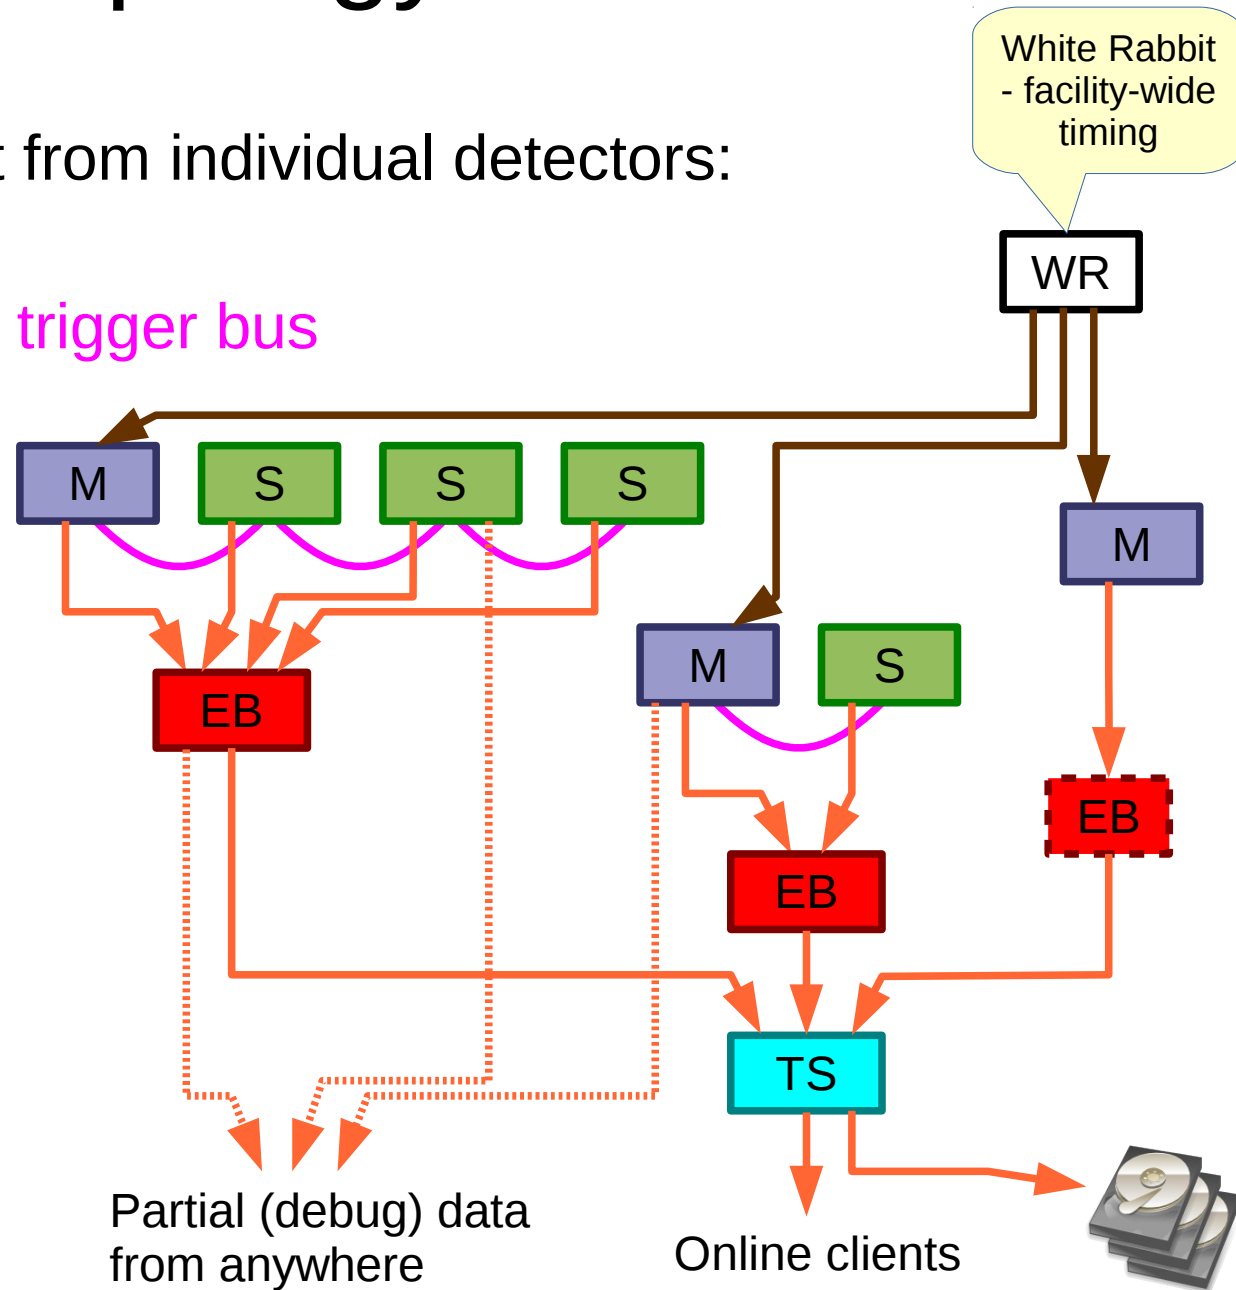 White Rabbit
- facility-wide
timing
from individual detectors:
WR
trigger bus
M
S
S
S
M
M
S
EB
EB
EB
TS
Partial (debug) data
from anywhere
Online clients